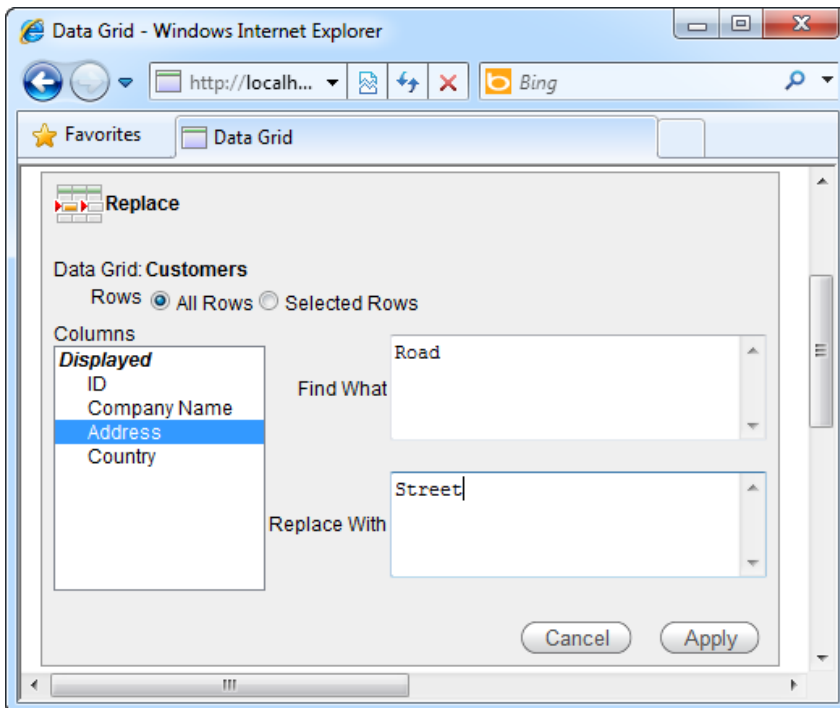 Data Grid - Windows Internet Explorer
http://localh... Bing
Favorites Data Grid
Replace
Data Grid: Customers
Rows All Rows Selected Rows
Columns
Displayed
ID
Company Name
Address
Country
Find What
Road
Replace With
Street
Cancel Apply